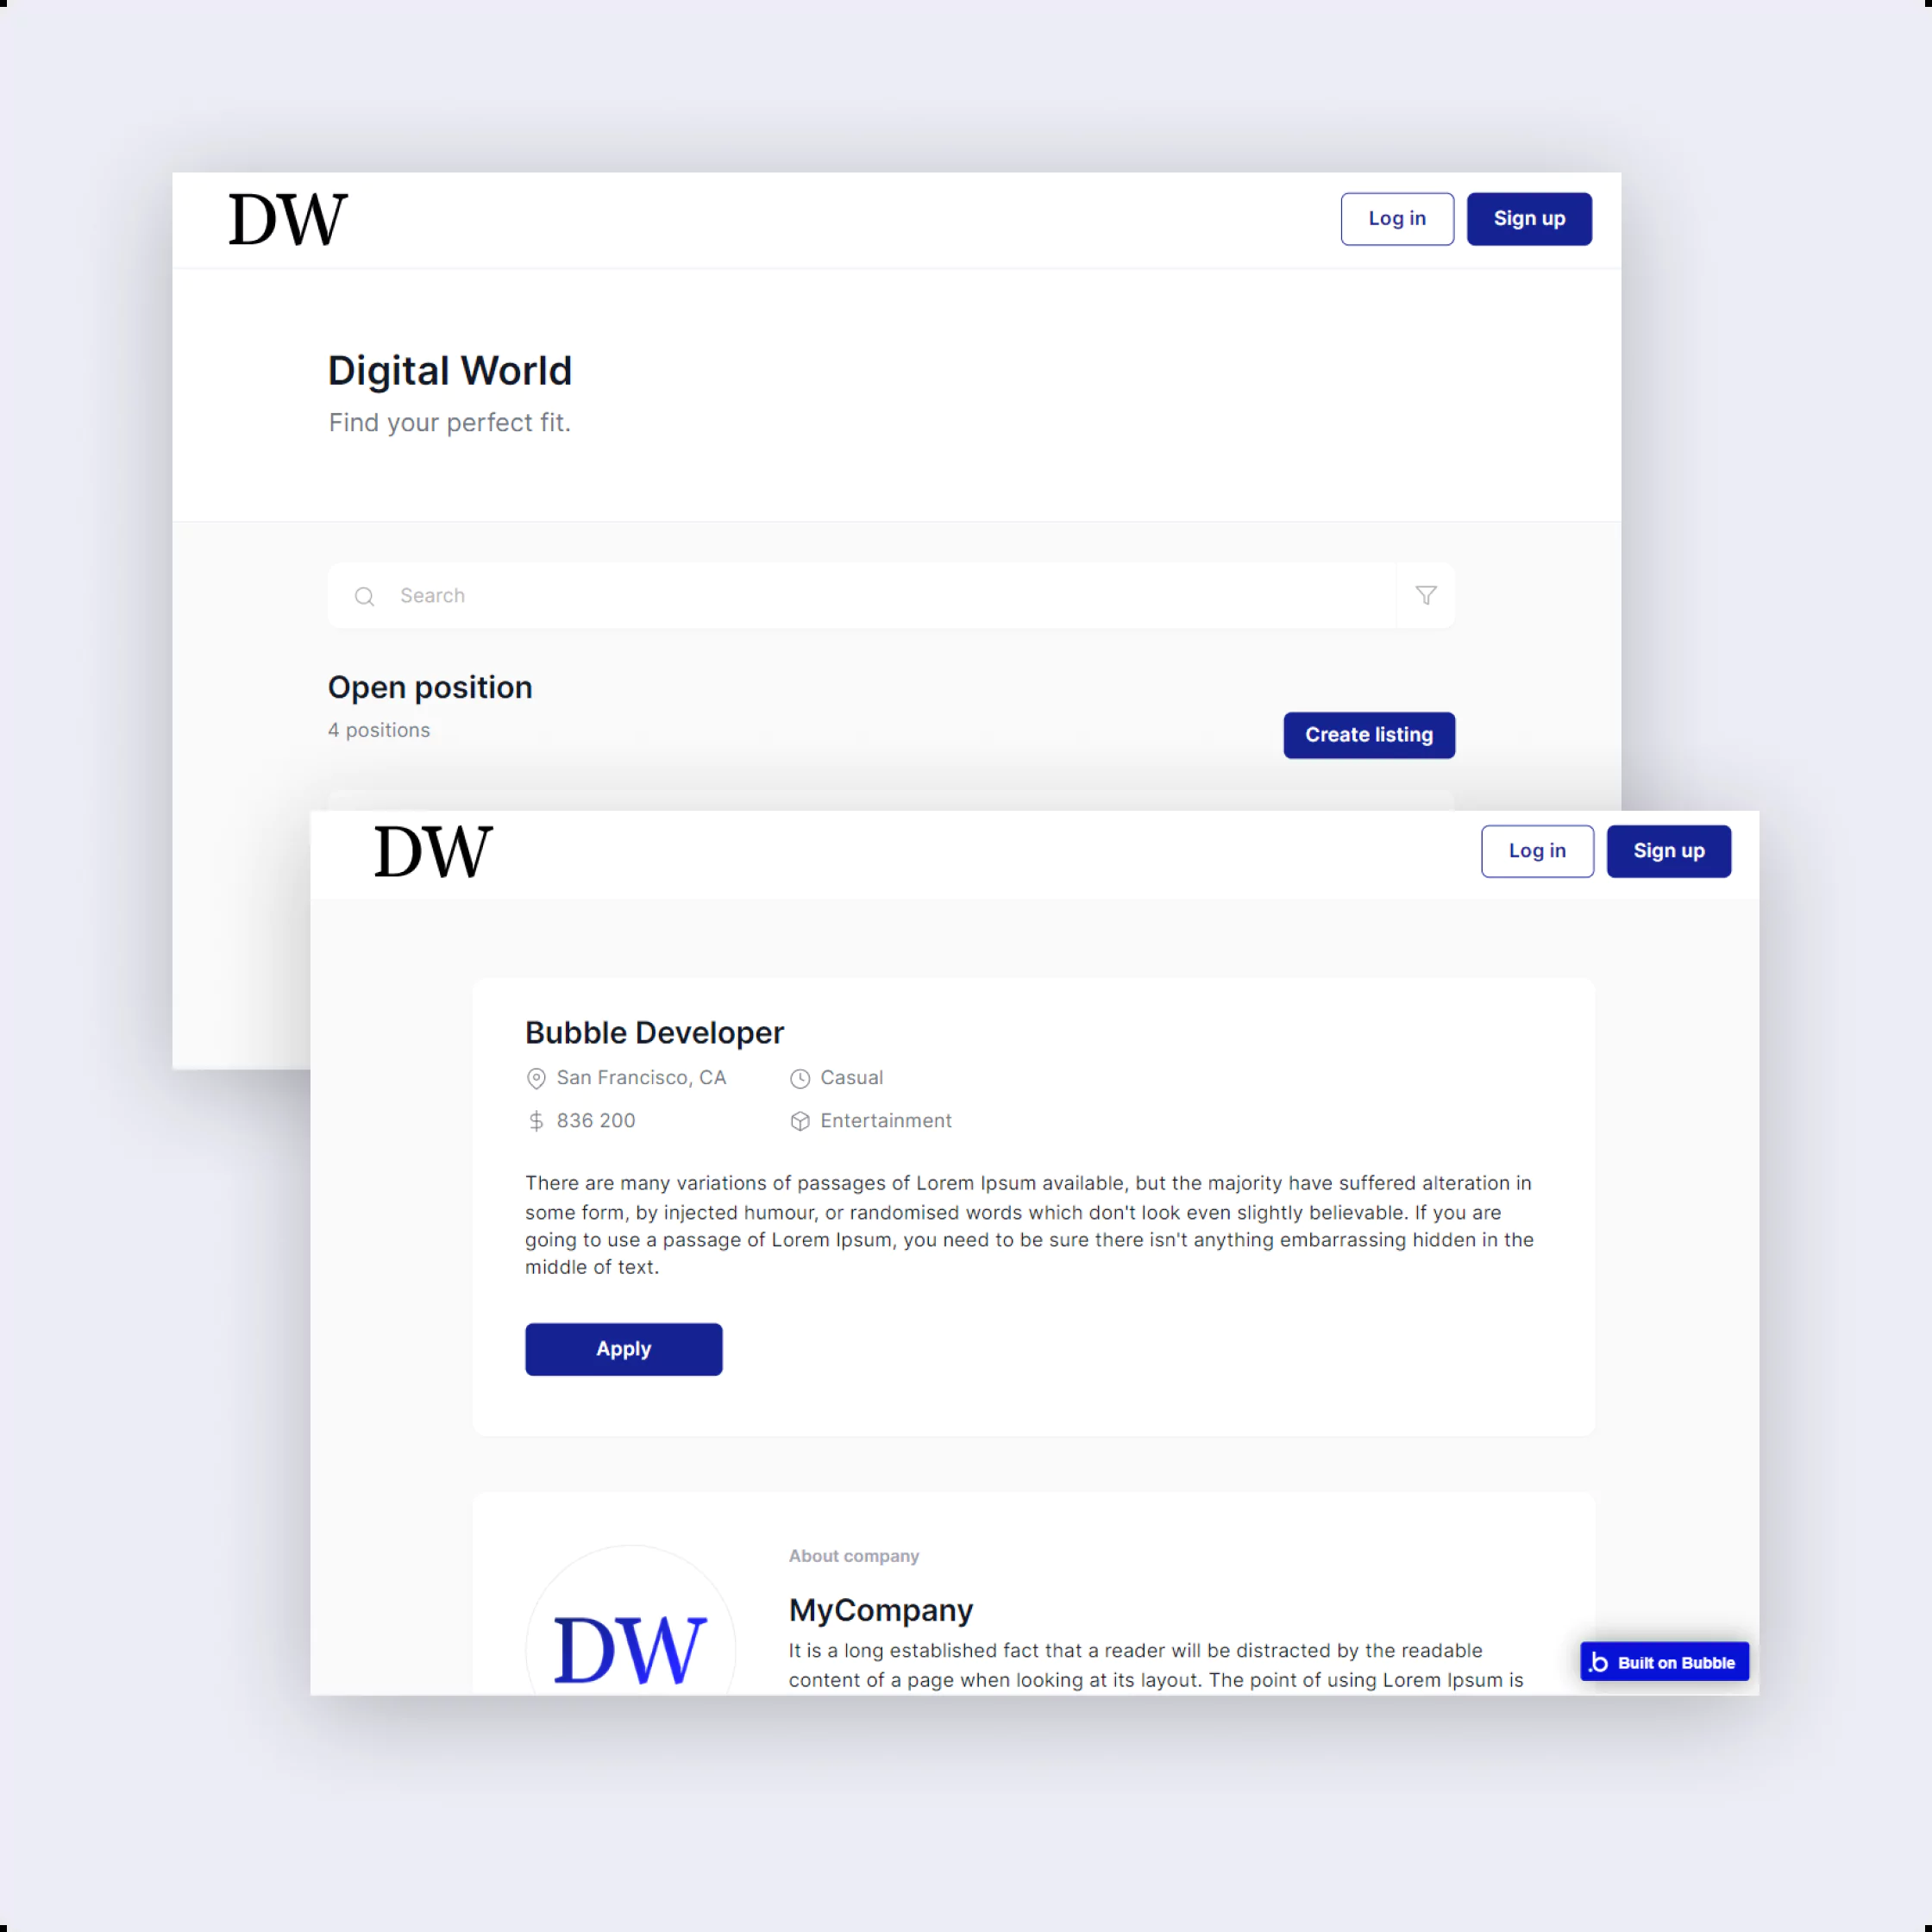 DW
Log in
Sign up
Digital World
Find your perfect fit.
Search
Open position
4 positions
Create listing
DW
Log in
Sign up
Bubble Developer
San Francisco, CA
Casual
$ 836 200
Entertainment
There are many variations of passages of Lorem Ipsum available, but the majority have suffered alteration in
some form, by injected humour, or randomised words which don't look even slightly believable. If you are
going to use a passage of Lorem Ipsum, you need to be sure there isn't anything embarrassing hidden in the
middle of text.
Apply
About company
DW
MyCompany
It is a long established fact that a reader will be distracted by the readable
content of a page when looking at its layout. The point of using Lorem Ipsum is
.b Built on Bubble